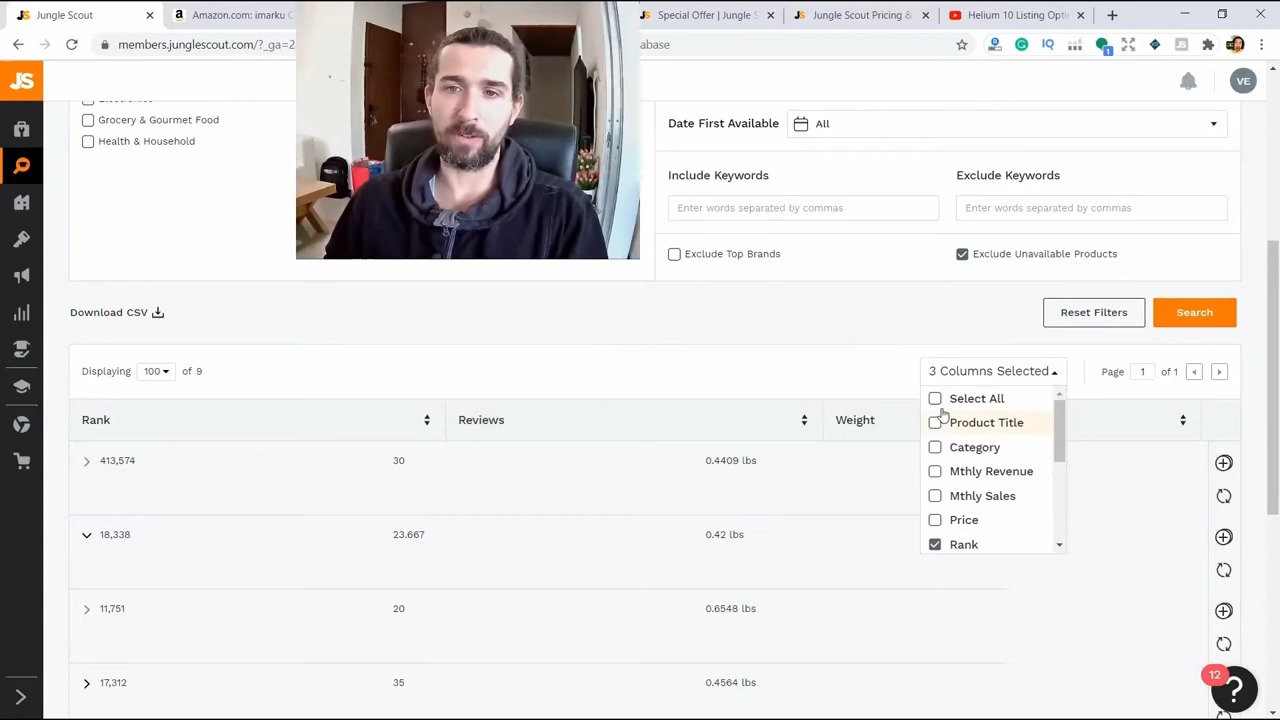 Jungle Scout
Amazon.com: imarku C
Special Offer | Jungle S
Jungle Scout Pricing &
Helium 10 Listing Opti
members.junglescout.com/?_ga=2
abase
JS
VE
Grocery & Gourmet Food
Health & Household
Date First Available
All
Include Keywords
Exclude Keywords
Enter words separated by commas
Enter words separated by commas
Exclude Top Brands
Exclude Unavailable Products
Download CSV
Reset Filters
Search
Displaying 100 of 9
3 Columns Selected
Page 1 of 1
Select All
Product Title
Category
Mthly Revenue
Mthly Sales
Price
Rank
Rank Reviews Weight
413,574 30 0.4409 lbs
18,338 23.667 0.42 lbs
11,751 20 0.6548 lbs
17,312 35 0.4564 lbs
12
?